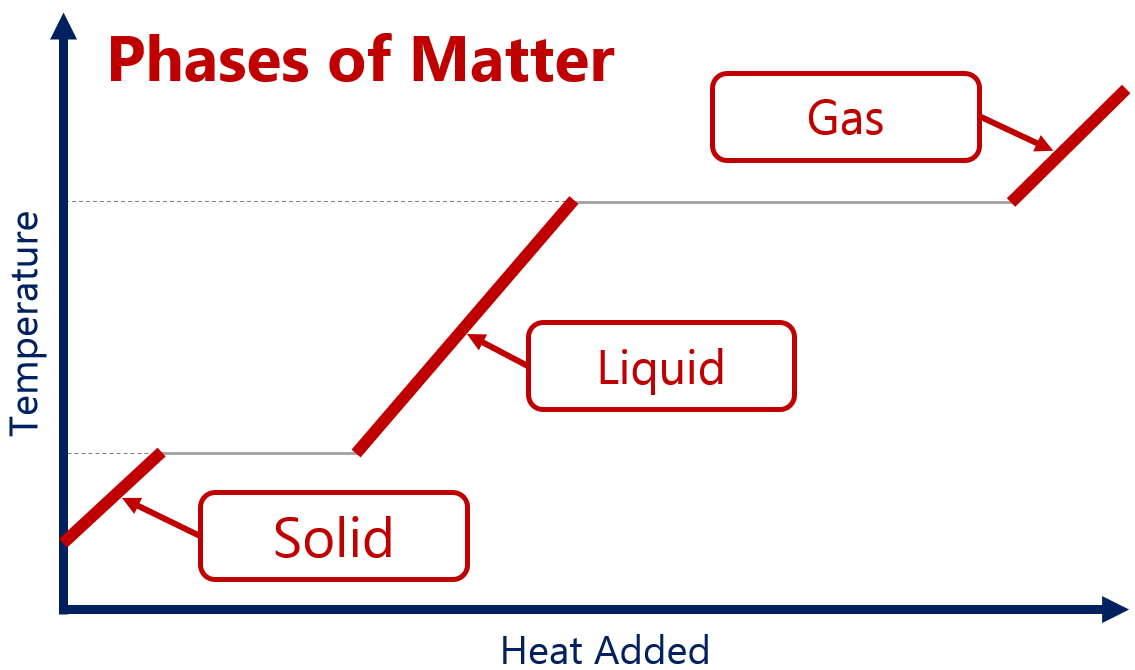 Phases of Matter
Gas
Temperature
Liquid
Solid
Heat Added